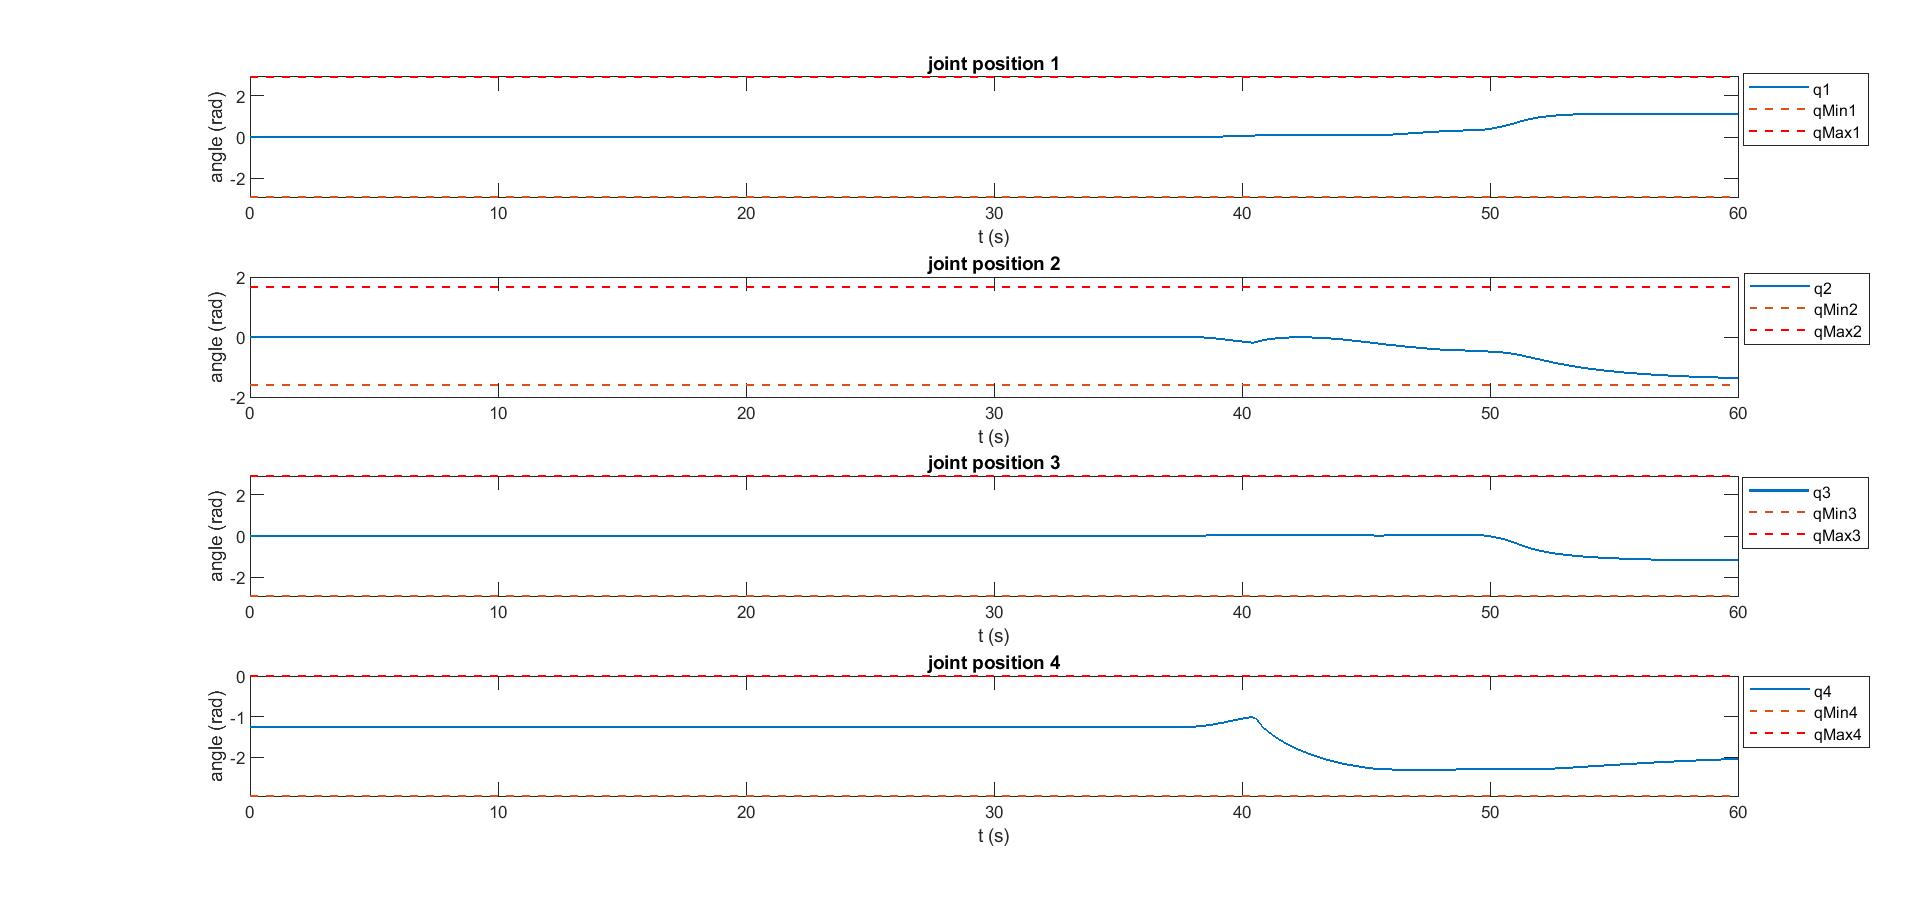 joint position 1
angle (rad)
2
0
-2
0 10 20 30 40 50 60
t (s)
q1
qMin1
qMax1
joint position 2
angle (rad)
2
0
-2
0 10 20 30 40 50 60
t (s)
q2
qMin2
qMax2
joint position 3
angle (rad)
2
0
-2
0 10 20 30 40 50 60
t (s)
q3
qMin3
qMax3
joint position 4
angle (rad)
0
-1
-2
0 10 20 30 40 50 60
t (s)
q4
qMin4
qMax4